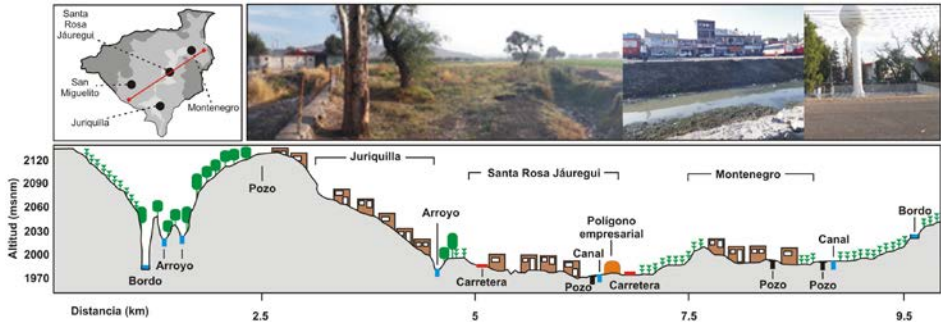 Santa
Rosa
Jáuregui
San
Miguelito
Montenegro
Juriquilla
Altitud (msnm)
2120
2090
2060
2030
2000
1970
Juriquilla
Santa Rosa Jáuregui
Montenegro
Pozo
Arroyo
Polígono
empresarial
Bordo
Canal
Canal
Arroyo
Bordo
Carretera
Pozo
Carretera
Pozo
Pozo
Distancia (km)
2.5
5
7.5
9.5